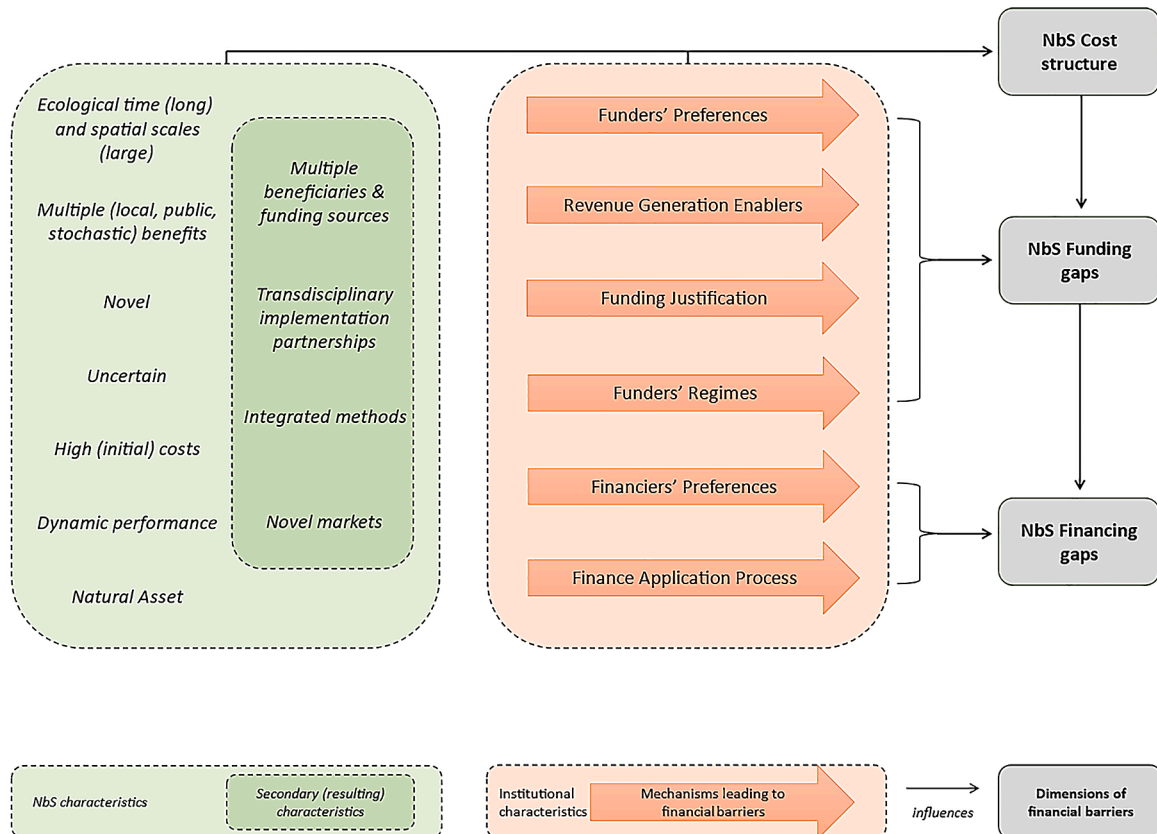 NbS Cost
structure
Ecological time (long)
and spatial scales
(large)
Multiple (local, public,
stochastic) benefits
Novel
Uncertain
High (initial) costs
Dynamic performance
Natural Asset
Multiple
beneficiaries &
funding sources
Transdisciplinary
implementation
partnerships
Integrated methods
Novel markets
Funders' Preferences
Revenue Generation Enablers
Funding Justification
Funders' Regimes
Financiers' Preferences
Finance Application Process
NbS Funding
gaps
NbS Financing
gaps
NbS characteristics
Secondary (resulting)
characteristics
Institutional
characteristics
Mechanisms leading to
financial barriers
influences
Dimensions of
financial barriers